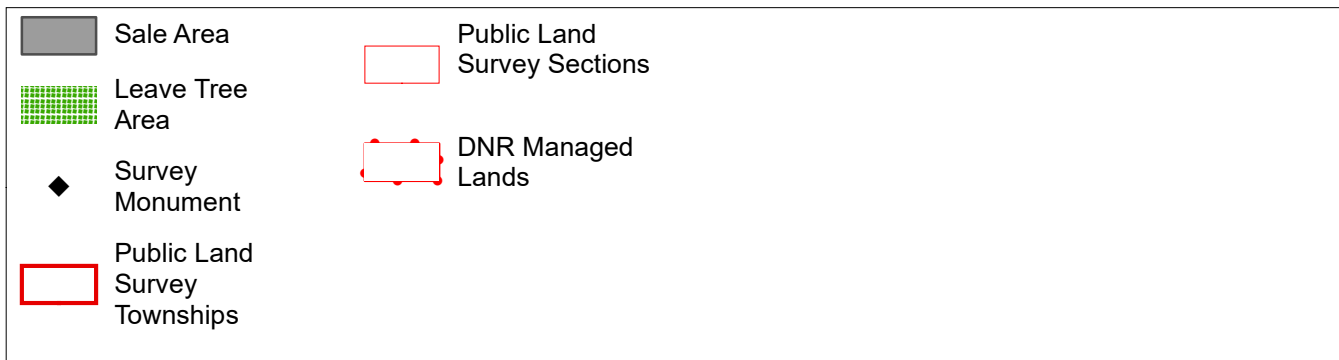 Sale Area
Leave Tree
Area
Survey
Monument
Public Land
Survey
Townships
Public Land
Survey Sections
DNR Managed
Lands